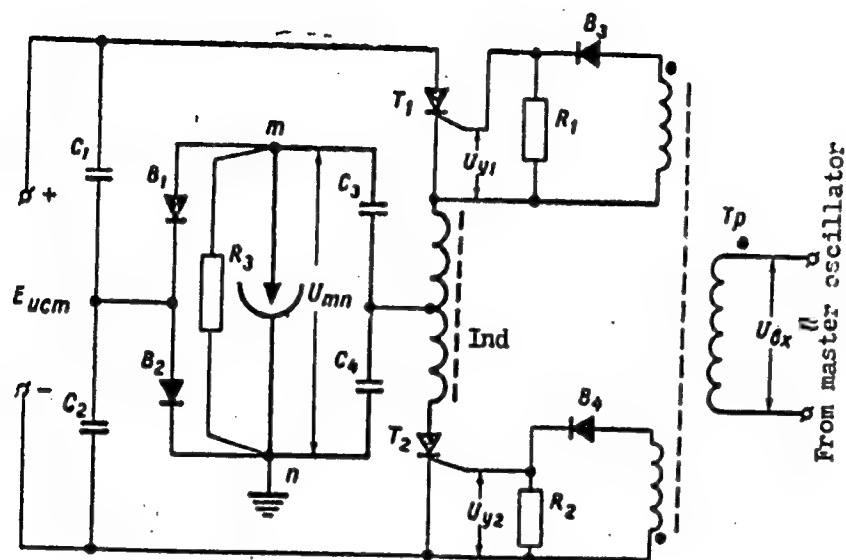 B₃
T₁
R₁
Uy₁
C₁
m
B₁
C₃
+
R₃
Umn
Tp
Eucm
Ind
Uβx
From master oscillator
B₂
C₄
-
C₂
T₂
B₄
n
Uy₂
R₂